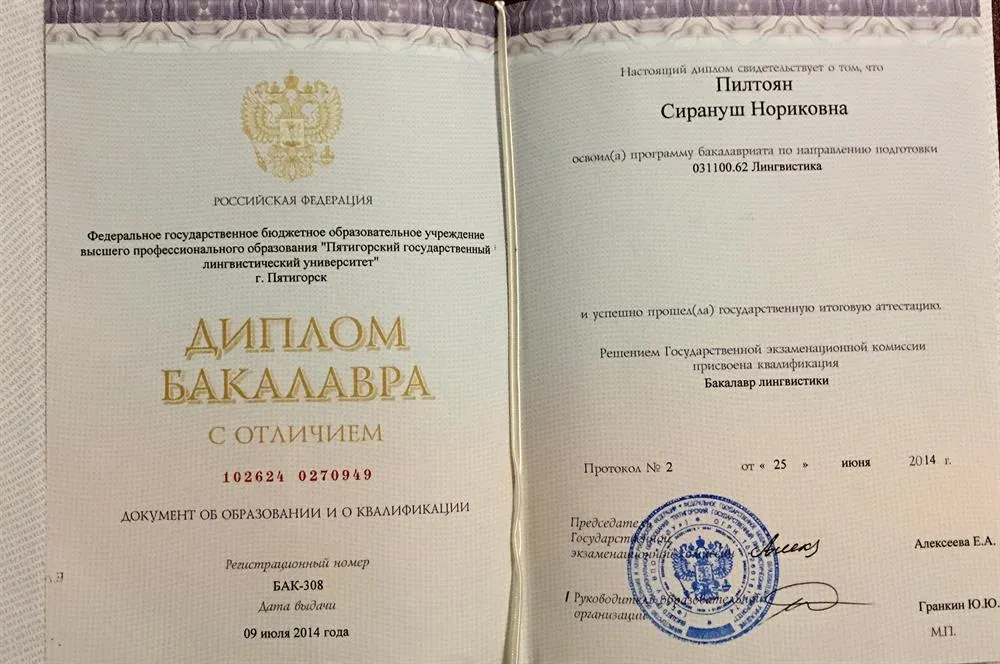 РОССИЙСКАЯ ФЕДЕРАЦИЯ
Федеральное государственное бюджетное образовательное учреждение
высшего профессионального образования "Пятигорский государственный
лингвистический университет"
г. Пятигорск
ДИПЛОМ
БАКАЛАВРА
С ОТЛИЧИЕМ
102624 0270949
ДОКУМЕНТ ОБ ОБРАЗОВАНИИ И О КВАЛИФИКАЦИИ
Регистрационный номер
БАК-308
Дата выдачи
09 июля 2014 года
Настоящий диплом свидетельствует о том, что
Пилтоян
Сирануш Нориковна
освоил(а) программу бакалавриата по направлению подготовки
031100.62 Лингвистика
и успешно прошел(ла) государственную итоговую аттестацию.
Решением Государственной экзаменационной комиссии
присвоена квалификация
Бакалавр лингвистики
Протокол № 2 от « 25 » июня 2014 г.
Председатель
Государственной
экзаменационной комиссии
Алексеева Е.А.
Руководитель образовательной
организации
Гранкин Ю.Ю.
М.П.